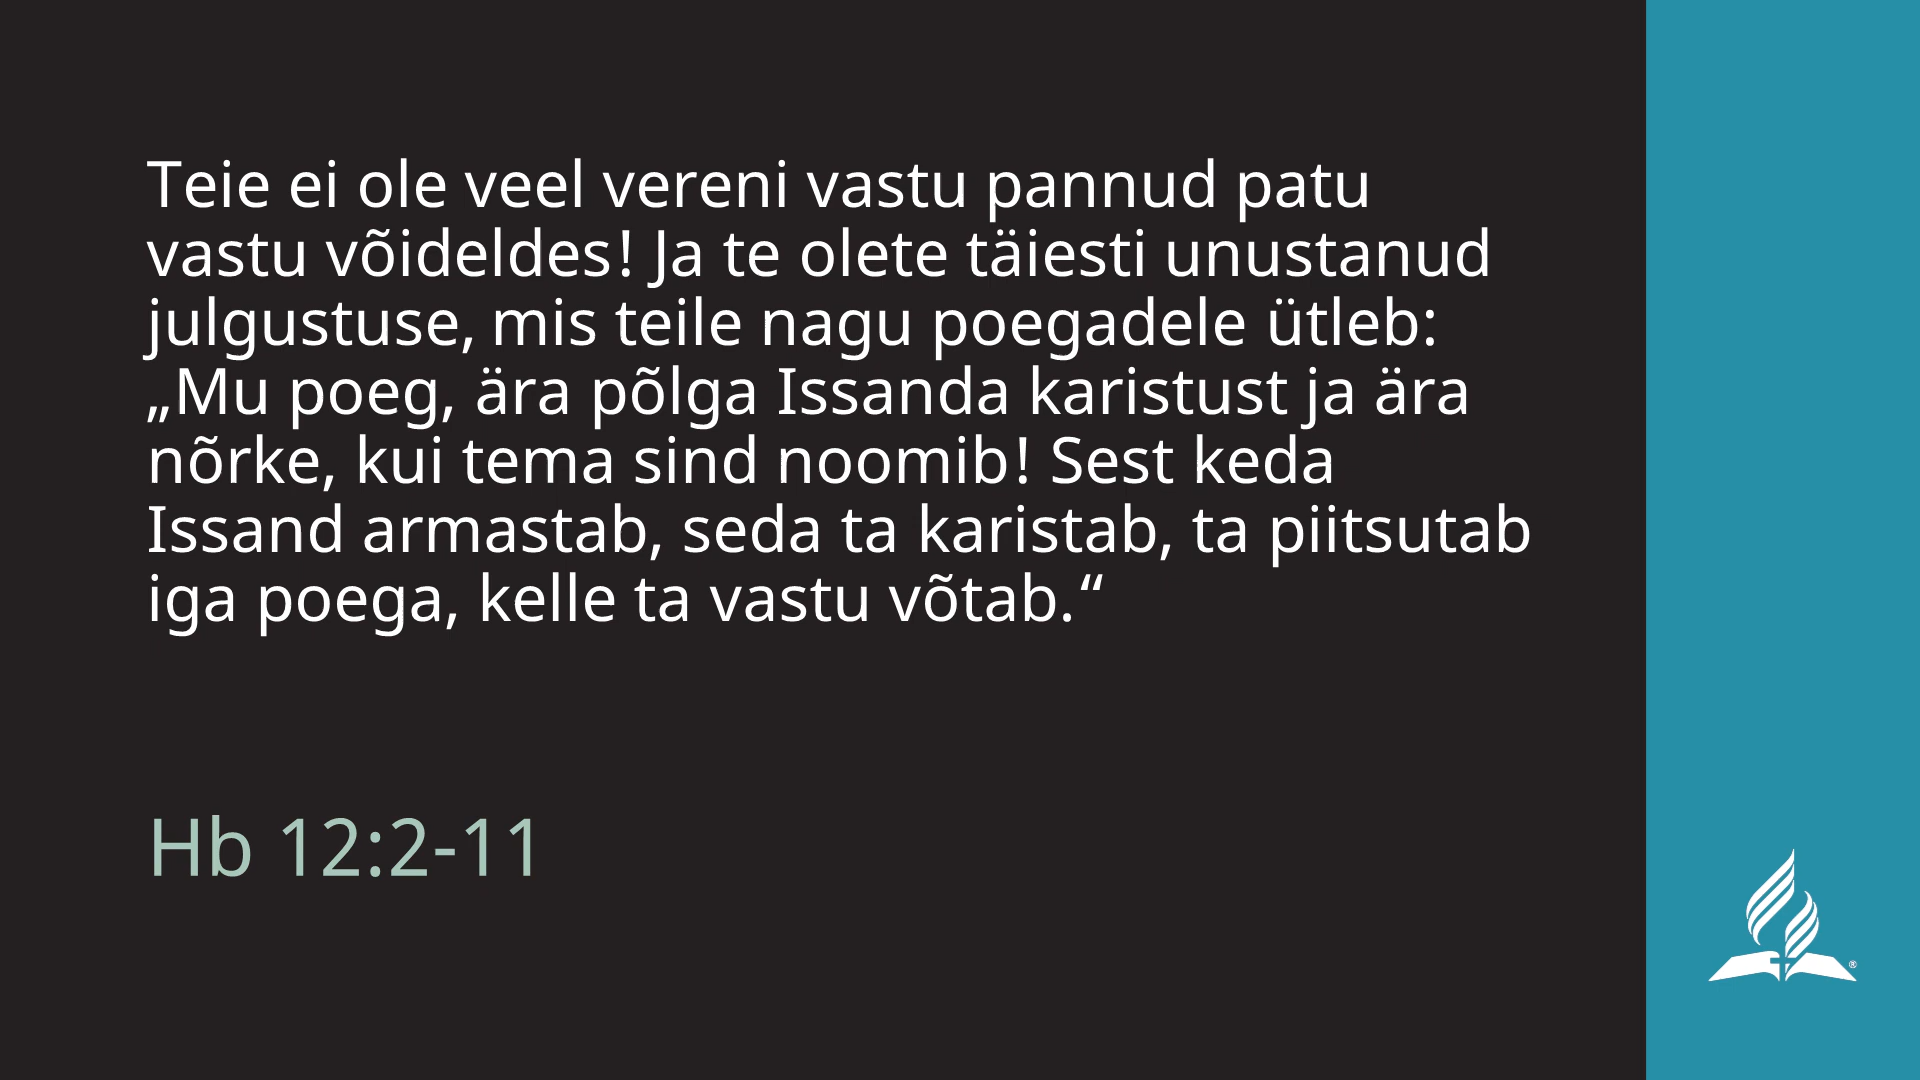 Teie ei ole veel vereni vastu pannud patu
vastu võideldes! Ja te olete täiesti unustanud
julgustuse, mis teile nagu poegadele ütleb:
„Mu poeg, ära põlga Issanda karistust ja ära
nõrke, kui tema sind noomib! Sest keda
Issand armastab, seda ta karistab, ta piitsutab
iga poega, kelle ta vastu võtab.“
Hb 12:2-11
®